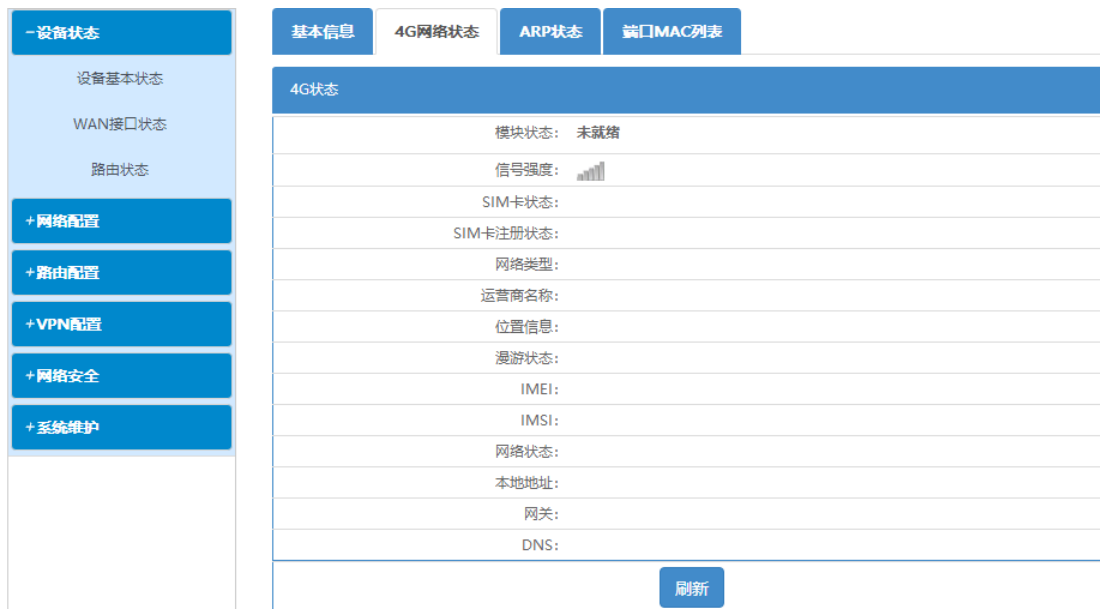 -设备状态
设备基本状态
WAN接口状态
路由状态
+网络配置
+路由配置
+VPN配置
+网络安全
+系统维护
基本信息 4G网络状态 ARP状态 端口MAC列表
4G状态
模块状态: 未就绪
信号强度:
SIM卡状态:
SIM卡注册状态:
网络类型:
运营商名称:
位置信息:
漫游状态:
IMEI:
IMSI:
网络状态:
本地地址:
网关:
DNS:
刷新